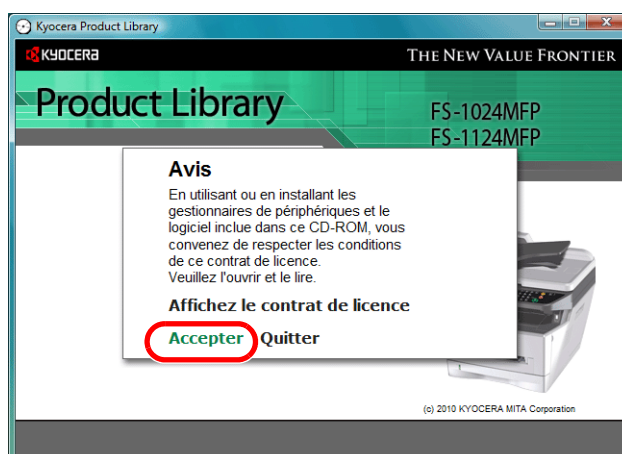 Kyocera Product Library
KYOCERA
THE NEW VALUE FRONTIER
Product Library
FS-1024MFP
FS-1124MFP
Avis
En utilisant ou en installant les
gestionnaires de périphériques et le
logiciel inclue dans ce CD-ROM, vous
convenez de respecter les conditions
de ce contrat de licence.
Veuillez l'ouvrir et le lire.
Affichez le contrat de licence
Accepter Quitter
(c) 2010 KYOCERA MITA Corporation